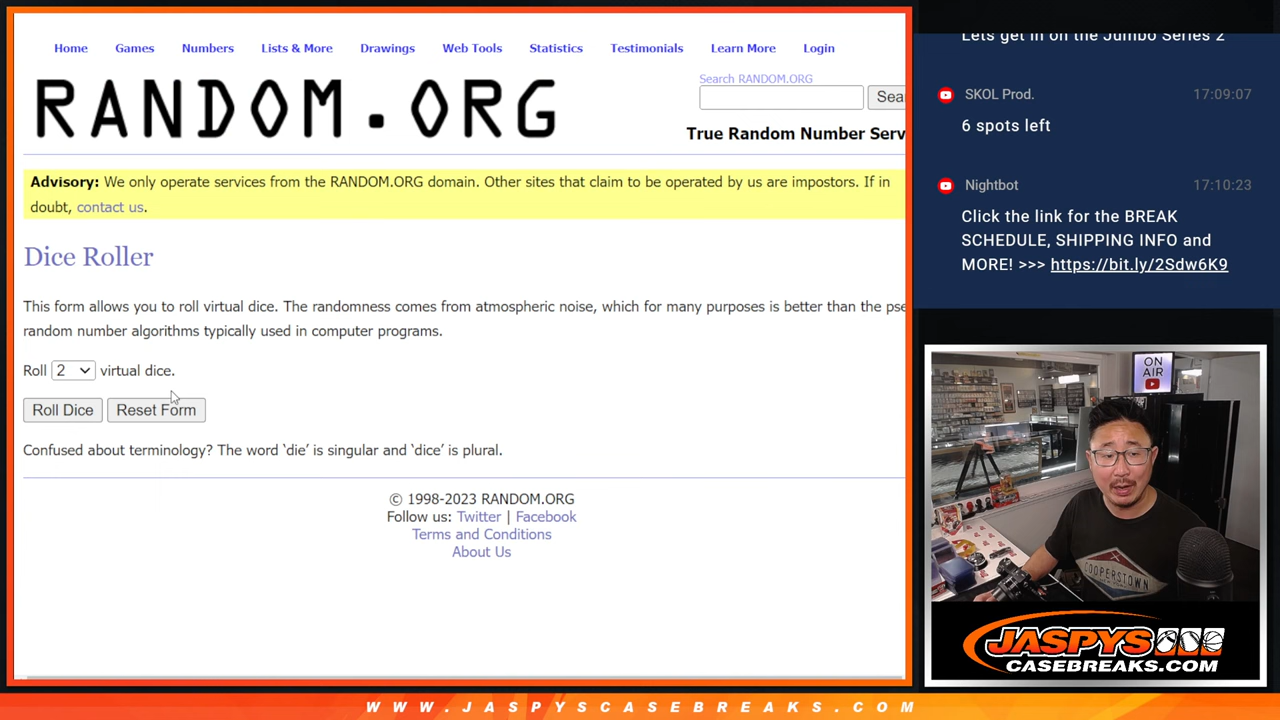 Home Games Numbers Lists & More Drawings Web Tools Statistics Testimonials Learn More Login
RANDOM.ORG
Search RANDOM.ORG
Sea
True Random Number Serv
Advisory: We only operate services from the RANDOM.ORG domain. Other sites that claim to be operated by us are impostors. If in
doubt, contact us.
Dice Roller
This form allows you to roll virtual dice. The randomness comes from atmospheric noise, which for many purposes is better than the pse
random number algorithms typically used in computer programs.
Roll 2 virtual dice.
Roll Dice Reset Form
Confused about terminology? The word ‘die’ is singular and ‘dice’ is plural.
© 1998-2023 RANDOM.ORG
Follow us: Twitter | Facebook
Terms and Conditions
About Us
Lets get in on the Jumbo Series 2
SKOL Prod. 17:09:07
6 spots left
Nightbot 17:10:23
Click the link for the BREAK
SCHEDULE, SHIPPING INFO and
MORE! >>> https://bit.ly/2Sdw6K9
ON
AIR
COOPERSTOWN
JASPYS
CASEBREAKS.COM
WWW.JASPYSCASEBREAKS.COM